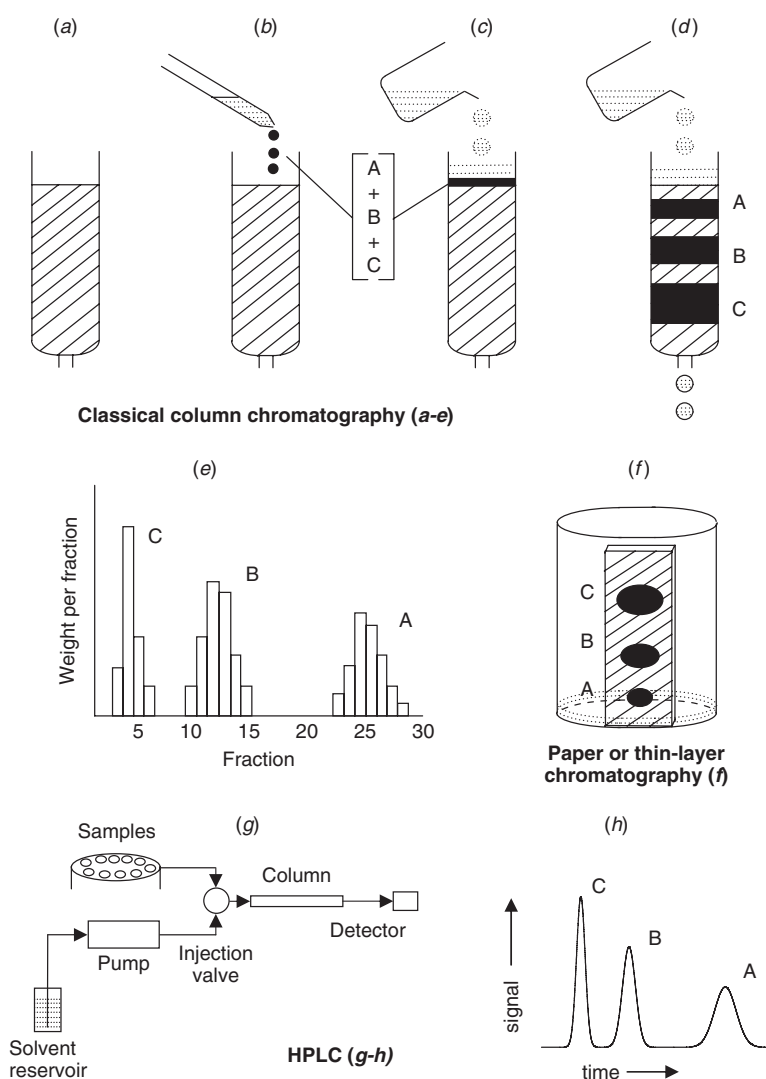 (a)
(b)
(c)
(d)
A
+
B
+
C
A
B
C
Classical column chromatography (a-e)
(e)
Weight per fraction
C
B
A
5 10 15 20 25 30
Fraction
(f)
C
B
A
Paper or thin-layer
chromatography (f)
(g)
Samples
Column
Detector
Injection
valve
Pump
Solvent
reservoir
HPLC (g-h)
(h)
signal
C
B
A
time